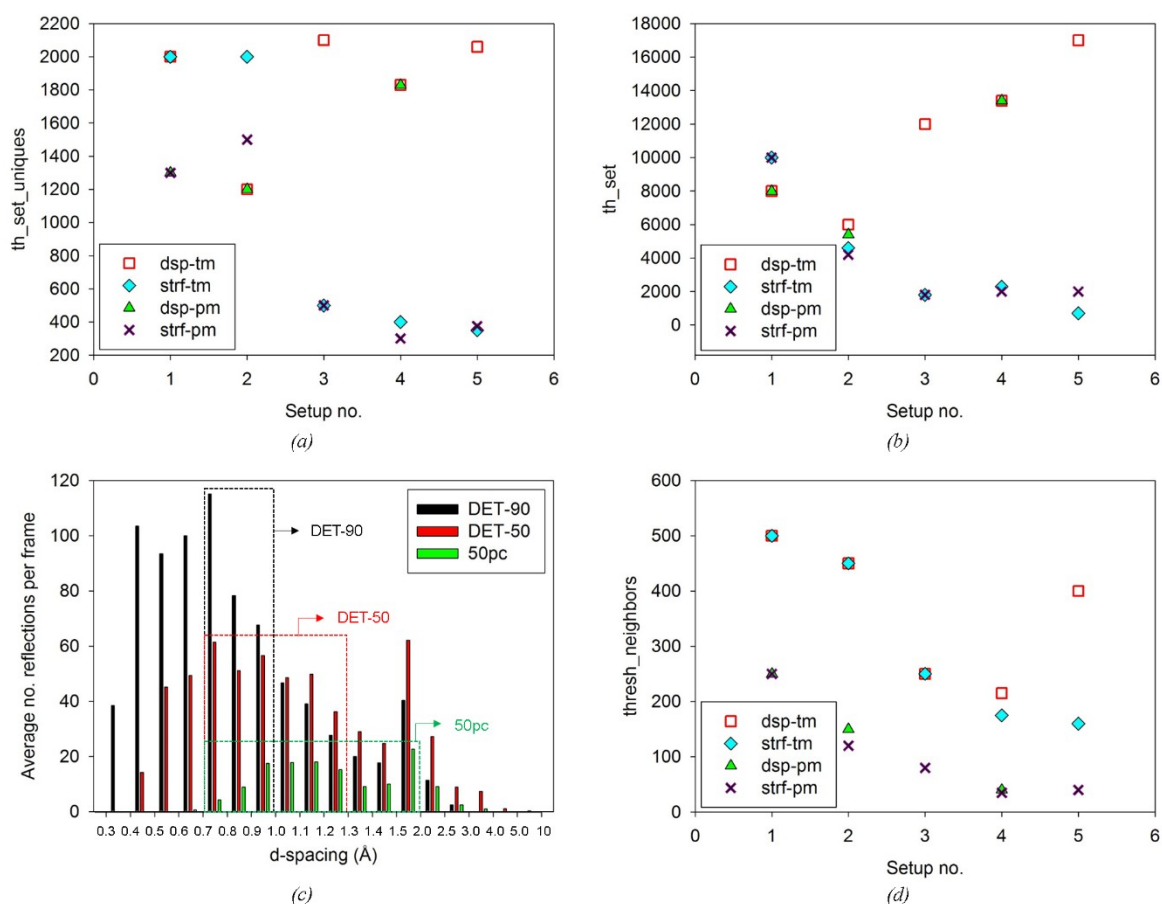 2200
2000
1800
1600
1400
1200
1000
800
600
400
200
th_set_uniques
dsp-tm
strf-tm
dsp-pm
strf-pm
0 1 2 3 4 5 6
Setup no.
(a)
18000
16000
14000
12000
10000
8000
6000
4000
2000
0
th_set
dsp-tm
strf-tm
dsp-pm
strf-pm
0 1 2 3 4 5 6
Setup no.
(b)
120
100
80
60
40
20
0
Average no. reflections per frame
DET-90
DET-50
50pc
DET-90
DET-50
50pc
0.3 0.4 0.5 0.6 0.7 0.8 0.9 1.0 1.1 1.2 1.3 1.4 1.5 2.0 2.5 3.0 4.0 5.0 10
d-spacing (Å)
(c)
600
500
400
300
200
100
0
thresh_neighbors
dsp-tm
strf-tm
dsp-pm
strf-pm
0 1 2 3 4 5 6
Setup no.
(d)